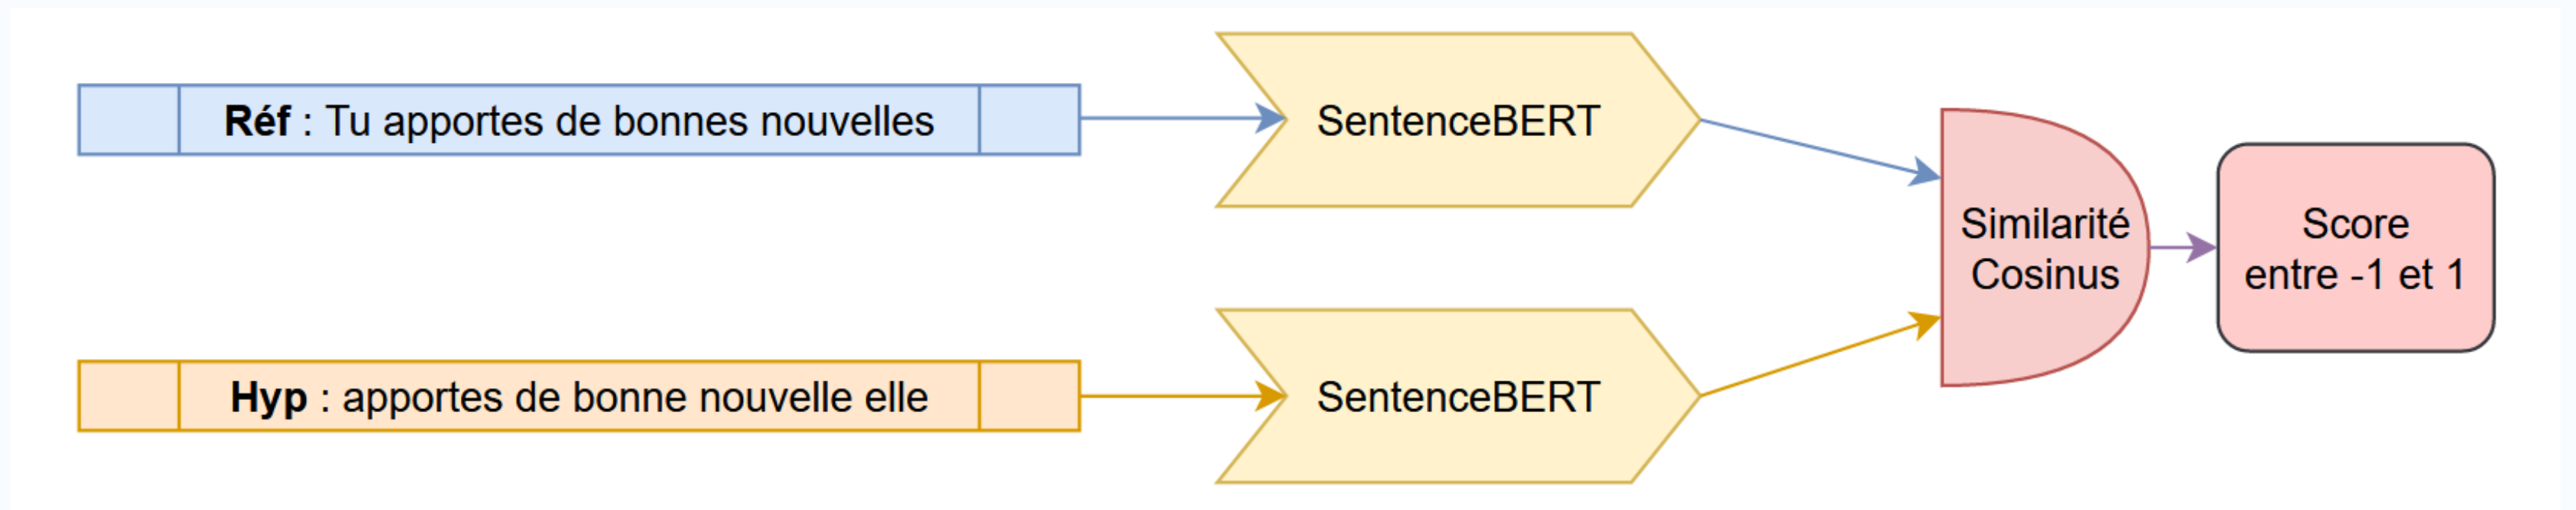 Réf : Tu apportes de bonnes nouvelles
SentenceBERT
Similarité
Cosinus
Score
entre -1 et 1
Hyp : apportes de bonne nouvelle elle
SentenceBERT